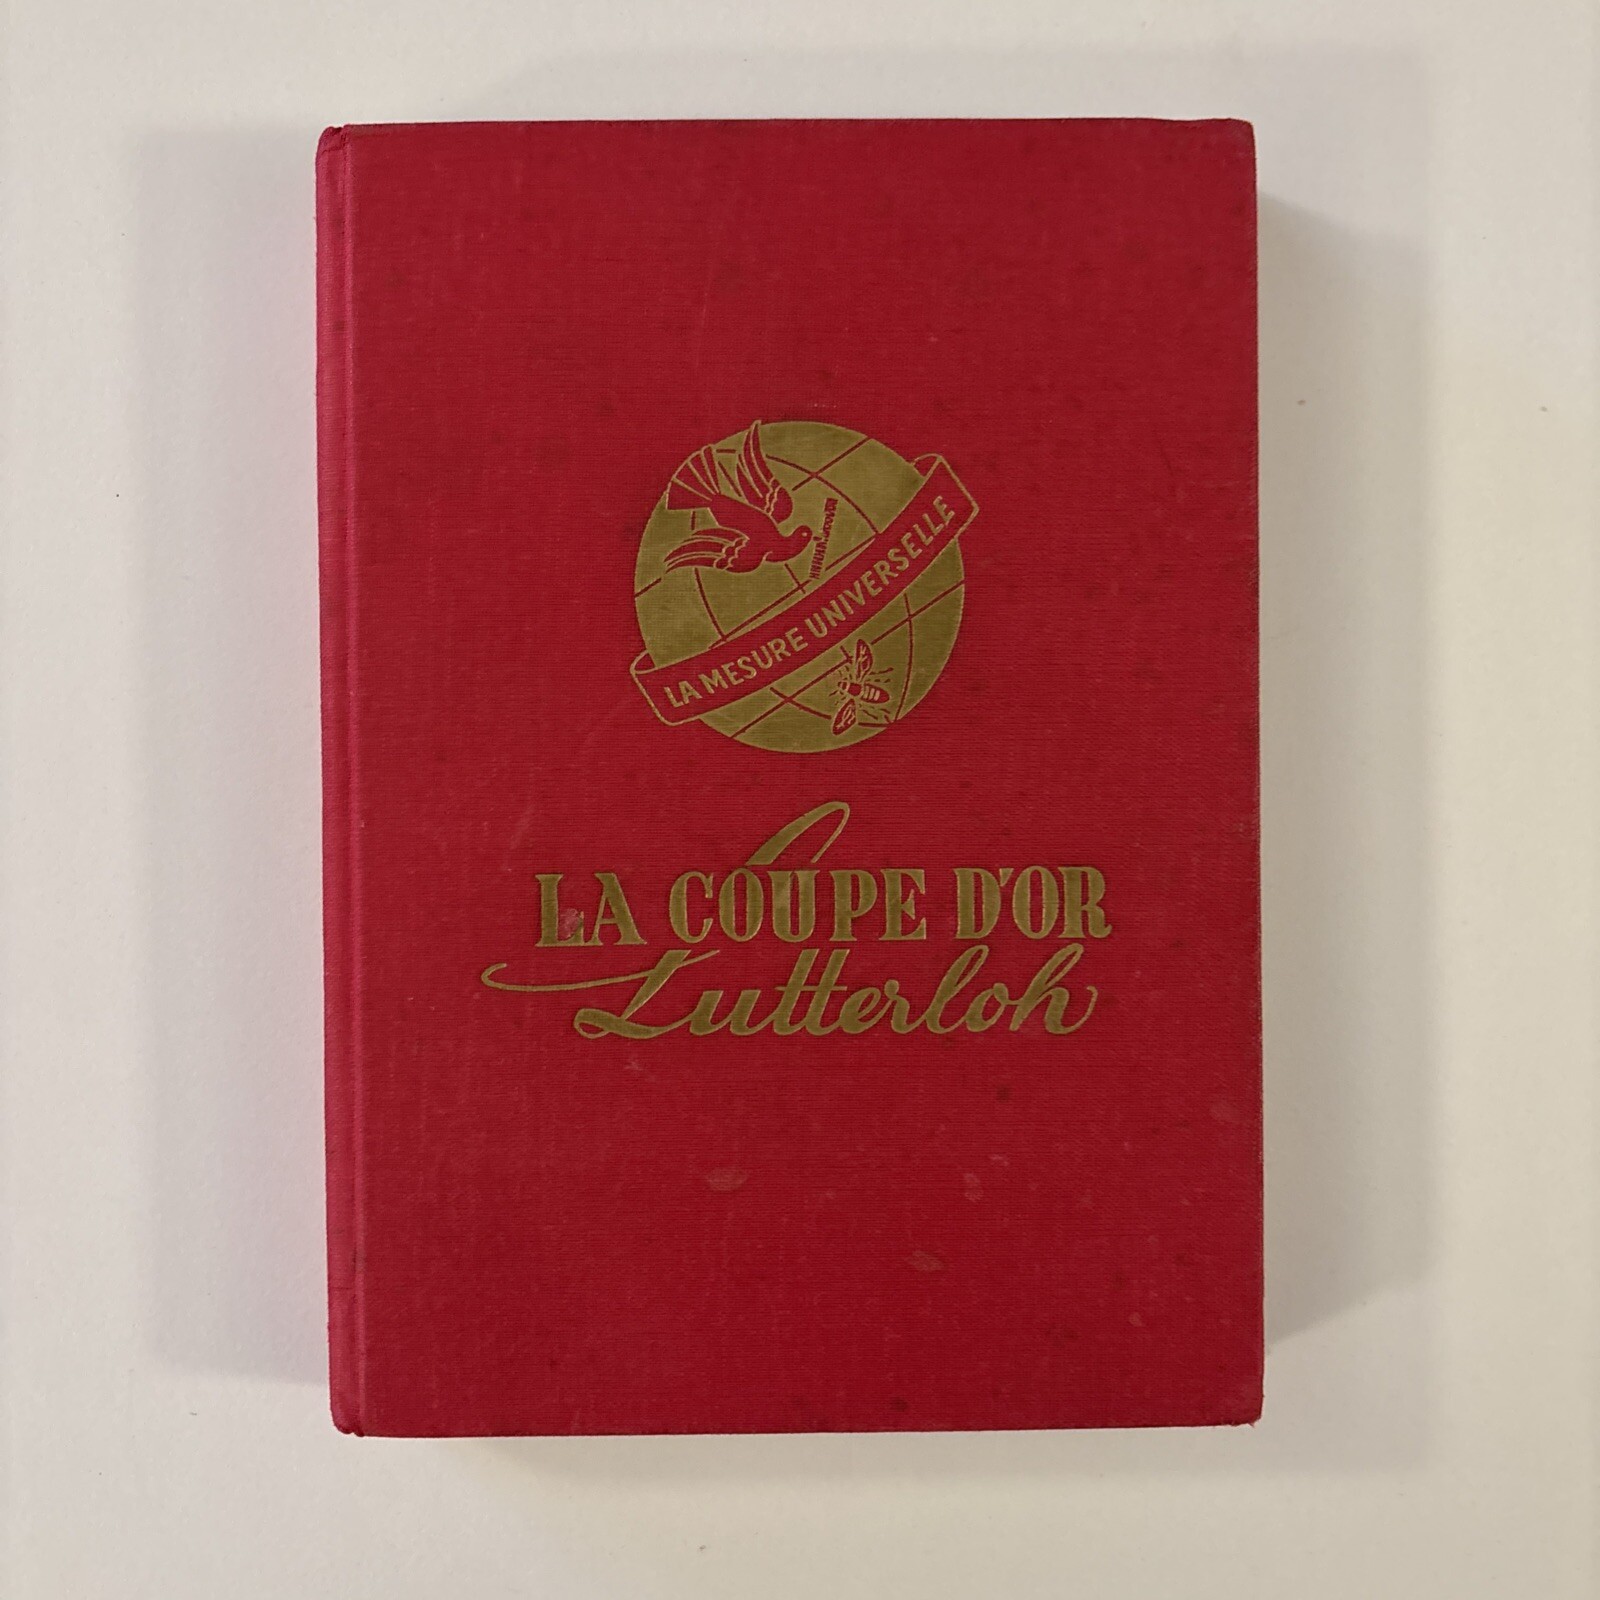 LA MESURE UNIVERSELLE
LA COUPE D'OR
Lutterloh